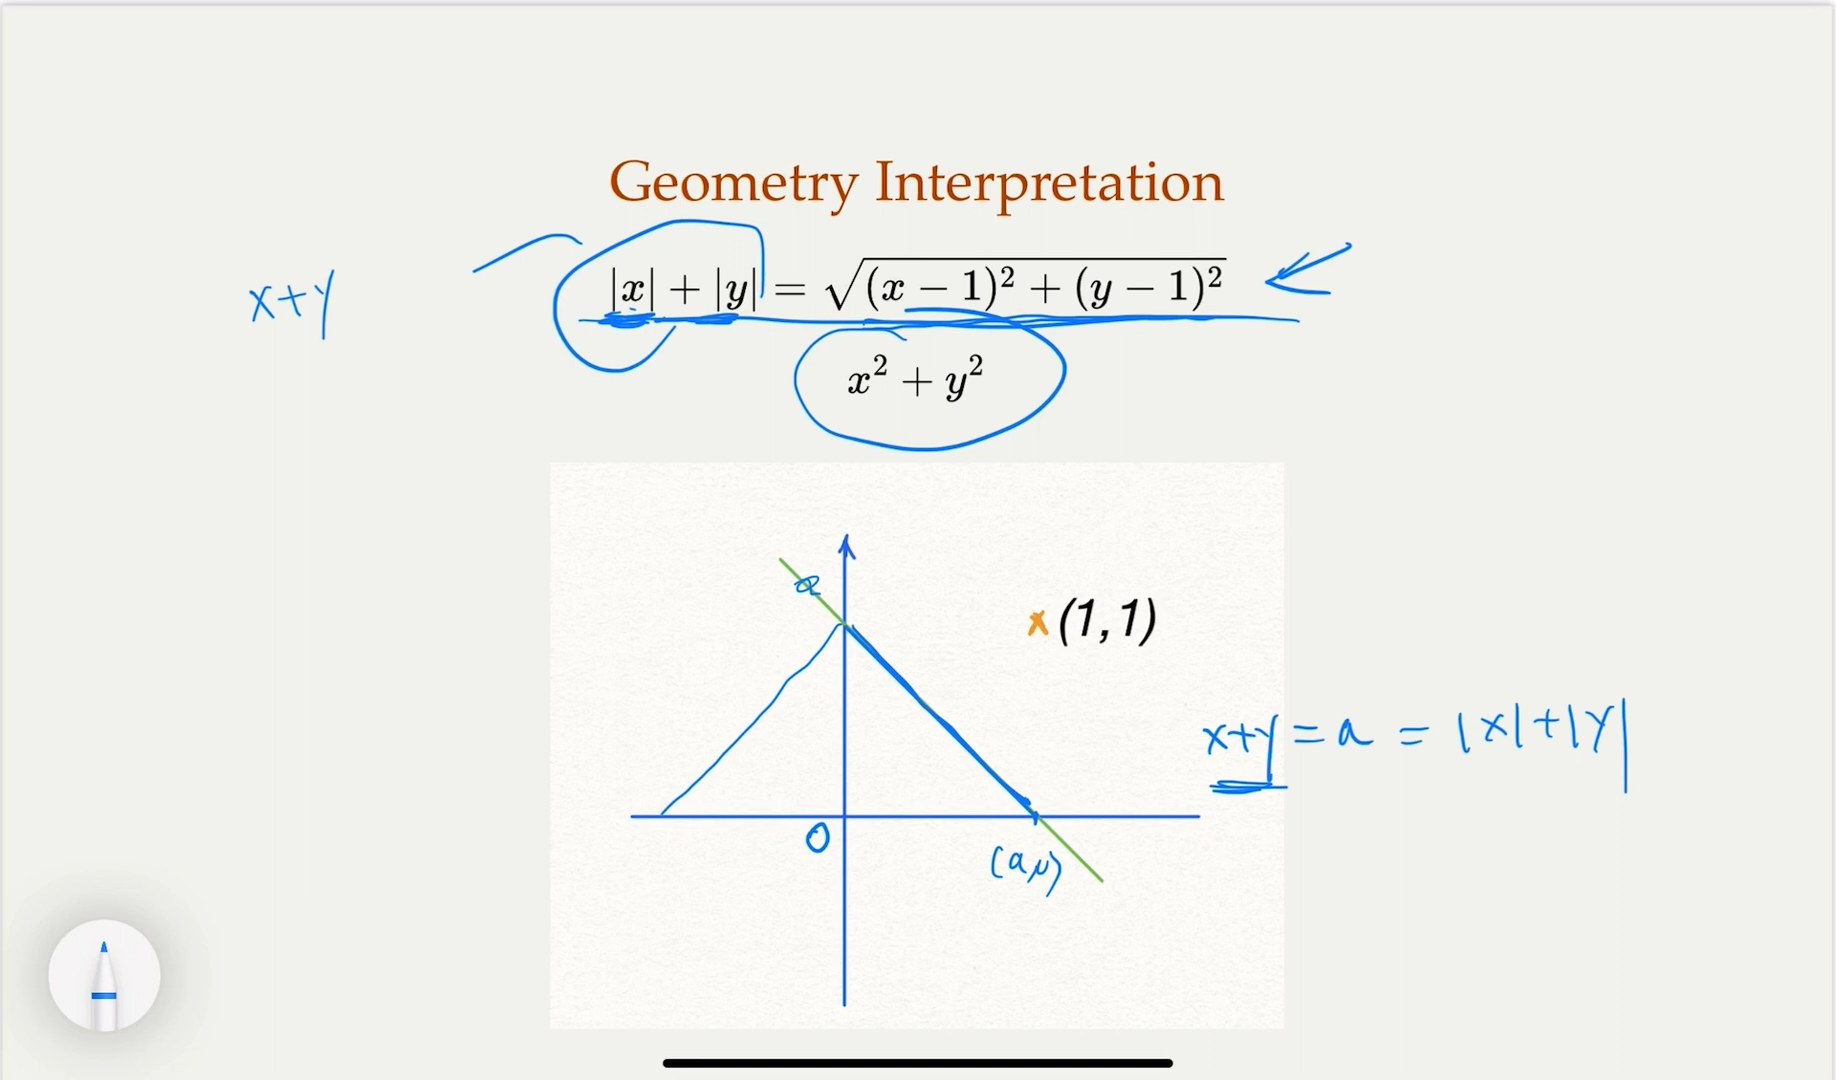 Geometry Interpretation
x+y
|x| + |y| = √(x − 1)² + (y − 1)²
x² + y²
a
x (1,1)
x+y = a = |x|+|y|
0
(a,0)